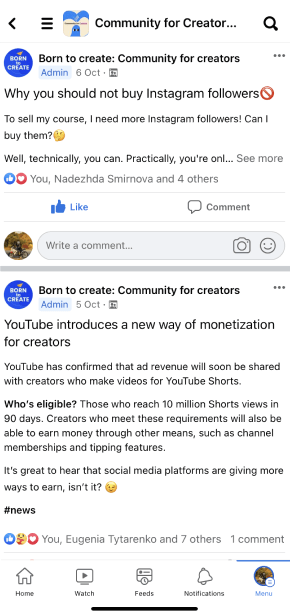 Community for Creator...
BORN
to
CREATE
Born to create: Community for creators
Admin 6 Oct ·
Why you should not buy Instagram followers🚫
To sell my course, I need more Instagram followers! Can
I buy them?🤔
Well, technically, you can. Practically, you're onl... See more
You, Nadezhda Smirnova and 4 others
Like Comment
Write a comment...
BORN
to
CREATE
Born to create: Community for creators
Admin 5 Oct ·
YouTube introduces a new way of monetization
for creators
YouTube has confirmed that ad revenue will soon be shared
with creators who make videos for YouTube Shorts.
Who's eligible? Those who reach 10 million Shorts views in
90 days. Creators who meet these requirements will also be
able to earn money through other means, such as channel
memberships and tipping features.
It's great to hear that social media platforms are giving more
ways to earn, isn't it? 😉
#news
You, Eugenia Tytarenko and 7 others 1 comment
Home Watch Feeds Notifications Menu